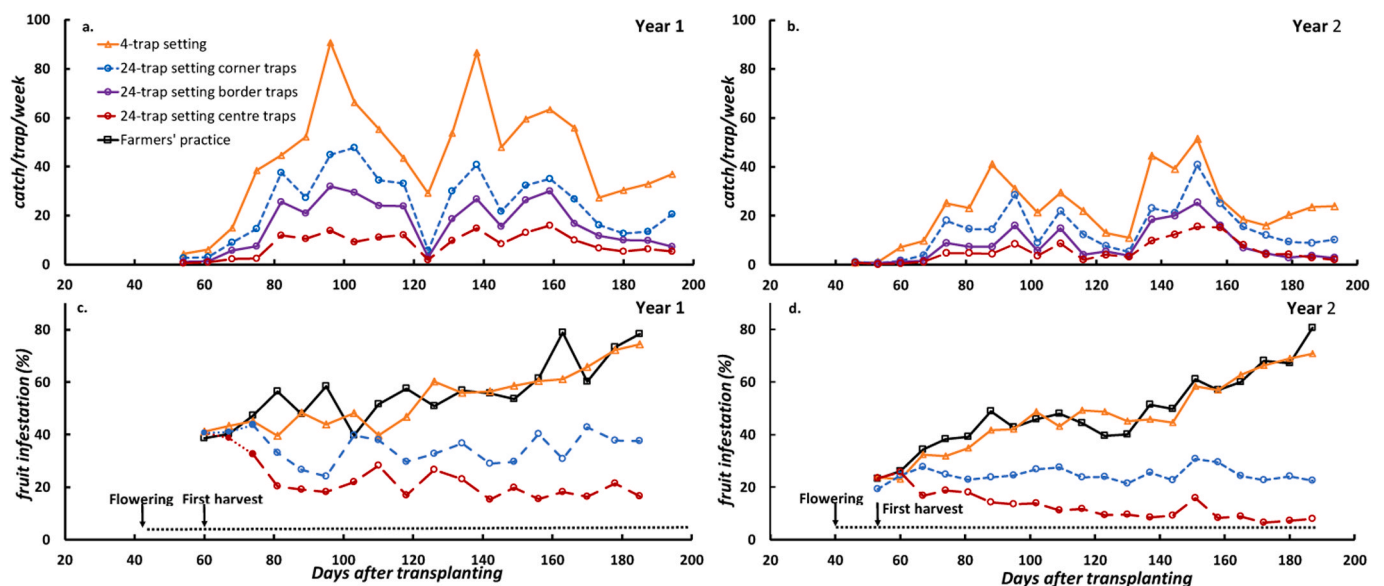 a.
Year 1
4-trap setting
24-trap setting corner traps
24-trap setting border traps
24-trap setting centre traps
Farmers' practice
catch/trap/week
100
80
60
40
20
0
20 40 60 80 100 120 140 160 180 200
b.
Year 2
catch/trap/week
100
80
60
40
20
0
20 40 60 80 100 120 140 160 180 200
c.
Year 1
fruit infestation (%)
80
60
40
20
0
Flowering
First harvest
20 40 60 80 100 120 140 160 180 200
Days after transplanting
d.
Year 2
fruit infestation (%)
80
60
40
20
0
Flowering
First harvest
20 40 60 80 100 120 140 160 180 200
Days after transplanting